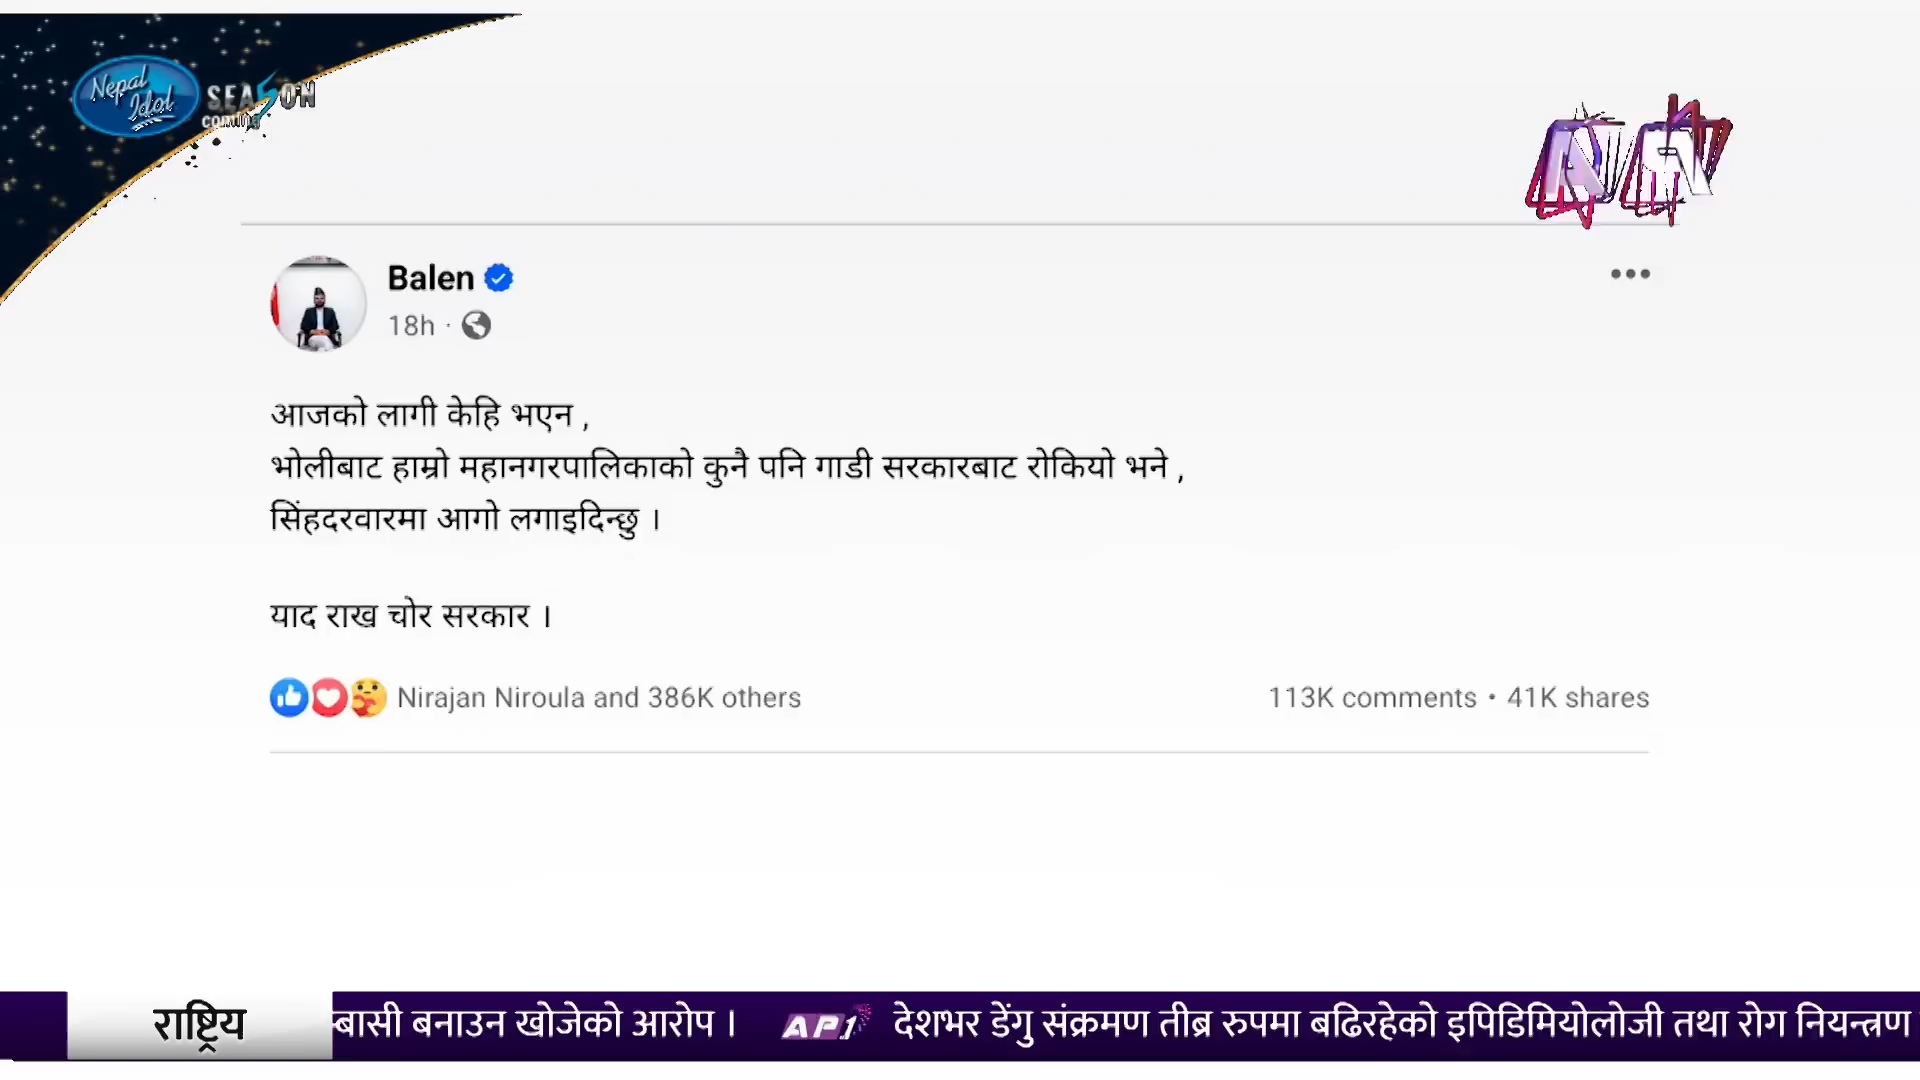 Nepal Idol
SEASON
coming
Balen
18h ·
आजको लागी केहि भएन ,
भोलीबाट हाम्रो महानगरपालिकाको कुनै पनि गाडी सरकारबाट रोकियो भने ,
सिंहदरवारमा आगो लगाइदिन्छु ।
याद राख चोर सरकार ।
Nirajan Niroula and 386K others
113K comments • 41K shares
राष्ट्रिय
बासी बनाउन खोजेको आरोप । AP1 देशभर डेंगु संक्रमण तीब्र रुपमा बढिरहेको इपिडिमियोलोजी तथा रोग नियन्त्रण